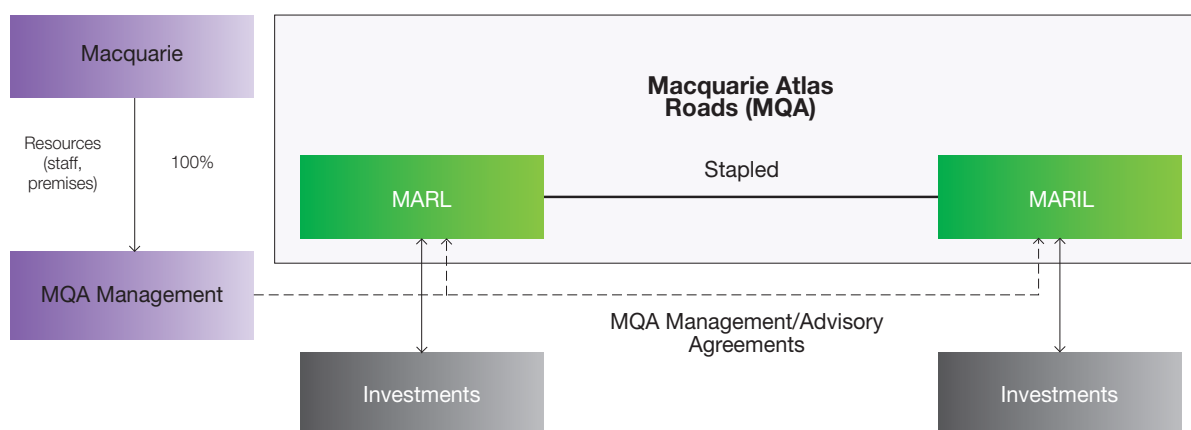 Macquarie
Macquarie Atlas
Roads (MQA)
Resources
(staff,
premises)
100%
Stapled
MARL
MARIL
MQA Management
MQA Management/Advisory
Agreements
Investments
Investments